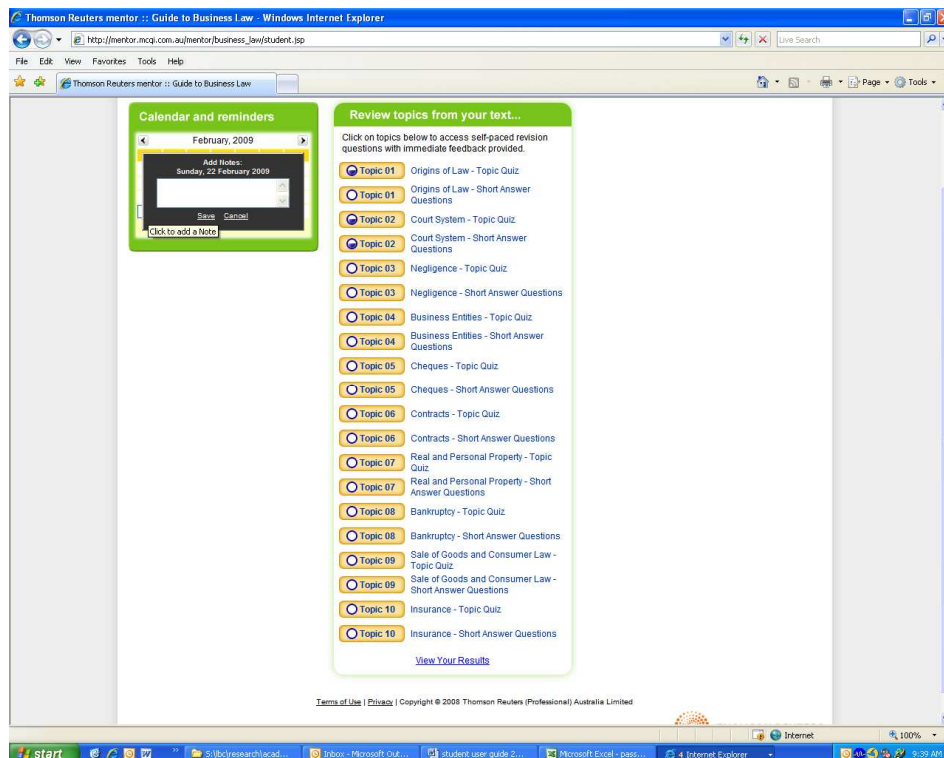 Thomson Reuters mentor :: Guide to Business Law - Windows Internet Explorer
http://mentor.mcqi.com.au/mentor/business_law/student.jsp
Live Search
File Edit View Favorites Tools Help
Thomson Reuters mentor :: Guide to Business Law
Page Tools
Calendar and reminders
February, 2009
Add Notes:
Sunday, 22 February 2009
Save Cancel
Click to add a Note
Review topics from your text...
Click on topics below to access self-paced revision
questions with immediate feedback provided.
Topic 01 Origins of Law - Topic Quiz
Topic 01 Origins of Law - Short Answer
Questions
Topic 02 Court System - Topic Quiz
Topic 02 Court System - Short Answer
Questions
Topic 03 Negligence - Topic Quiz
Topic 03 Negligence - Short Answer Questions
Topic 04 Business Entities - Topic Quiz
Topic 04 Business Entities - Short Answer
Questions
Topic 05 Cheques - Topic Quiz
Topic 05 Cheques - Short Answer Questions
Topic 06 Contracts - Topic Quiz
Topic 06 Contracts - Short Answer Questions
Topic 07 Real and Personal Property - Topic
Quiz
Topic 07 Real and Personal Property - Short
Answer Questions
Topic 08 Bankruptcy - Topic Quiz
Topic 08 Bankruptcy - Short Answer Questions
Topic 09 Sale of Goods and Consumer Law -
Topic Quiz
Topic 09 Sale of Goods and Consumer Law -
Short Answer Questions
Topic 10 Insurance - Topic Quiz
Topic 10 Insurance - Short Answer Questions
View Your Results
Terms of Use | Privacy | Copyright © 2008 Thomson Reuters (Professional) Australia Limited
Internet 100%
start S:\lbc\research\acad... Inbox - Microsoft Out... student user guide 2... Microsoft Excel - pass... 4 Internet Explorer 9:39 AM